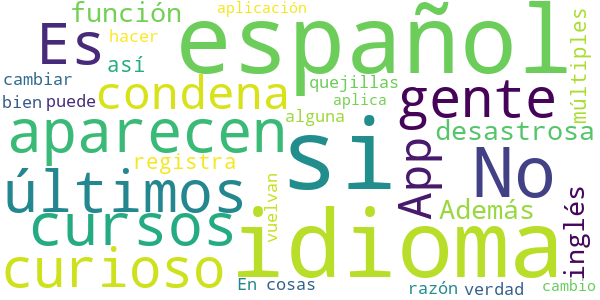 función
aplicación
Es
español
hacer
múltiples
así
cambiar
condena
quejillas
gente
bien
puede
aplica
aparecen
alguna
desastrosa
si
No
registra
App
últimos
vuelvan
Además
inglés
cursos
idioma
curioso
En
cosas
razón
verdad
cambio